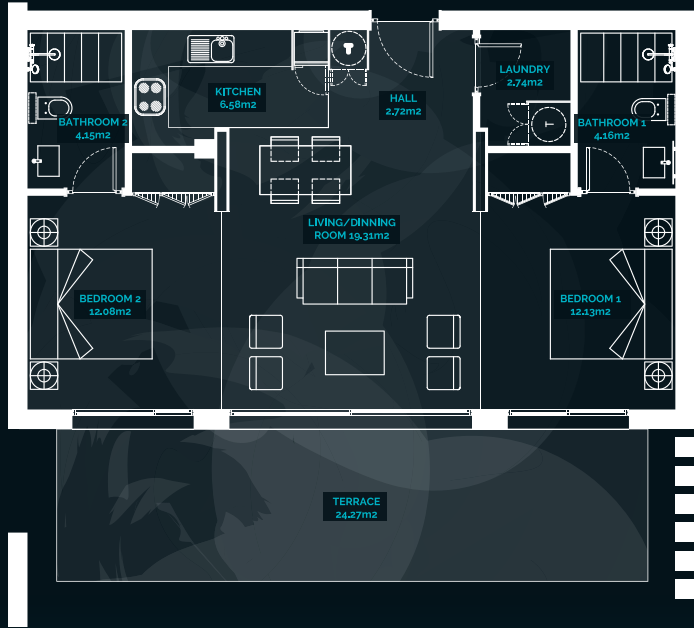 KITCHEN
6.58m2
HALL
2.72m2
LAUNDRY
2.74m2
BATHROOM 2
4.15m2
BATHROOM 1
4.16m2
T
T
LIVING/DINNING
ROOM 19.31m2
BEDROOM 2
12.08m2
BEDROOM 1
12.13m2
TERRACE
24.27m2